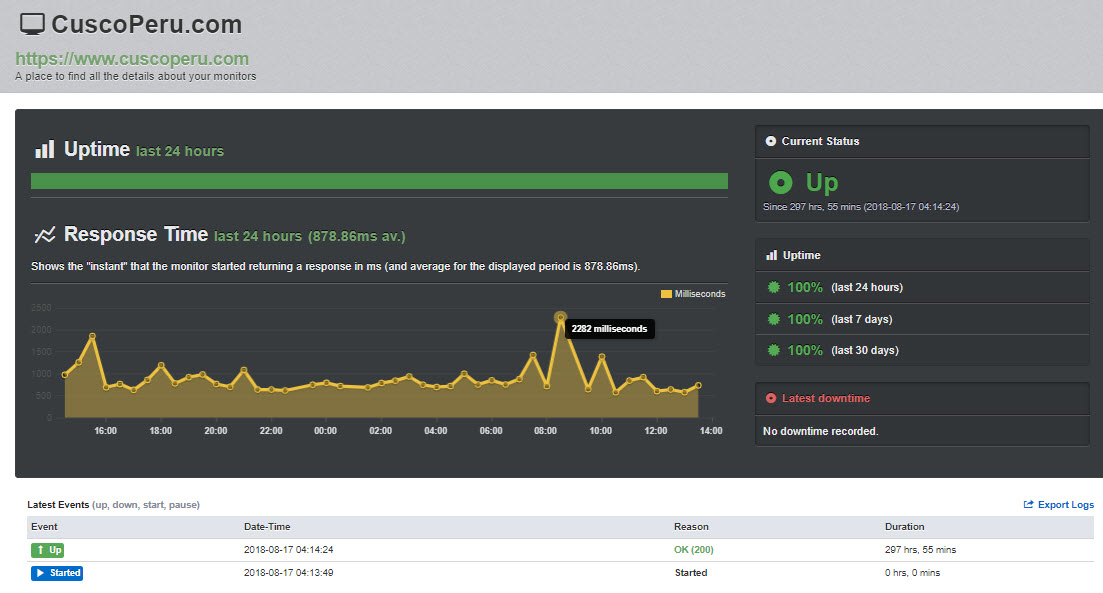 CuscoPeru.com
https://www.cuscoperu.com
A place to find all the details about your monitors
Uptime last 24 hours
Response Time last 24 hours (878.86ms av.)
Shows the "instant" that the monitor started returning a response in ms (and average for the displayed period is 878.86ms).
Milliseconds
2500
2000
1500
1000
500
0
2282 milliseconds
16:00 18:00 20:00 22:00 00:00 02:00 04:00 06:00 08:00 10:00 12:00 14:00
Current Status
Up
Since 297 hrs, 55 mins (2018-08-17 04:14:24)
Uptime
100% (last 24 hours)
100% (last 7 days)
100% (last 30 days)
Latest downtime
No downtime recorded.
Latest Events (up, down, start, pause)
Export Logs
Event Date-Time Reason Duration
Up 2018-08-17 04:14:24 OK (200) 297 hrs, 55 mins
Started 2018-08-17 04:13:49 Started 0 hrs, 0 mins